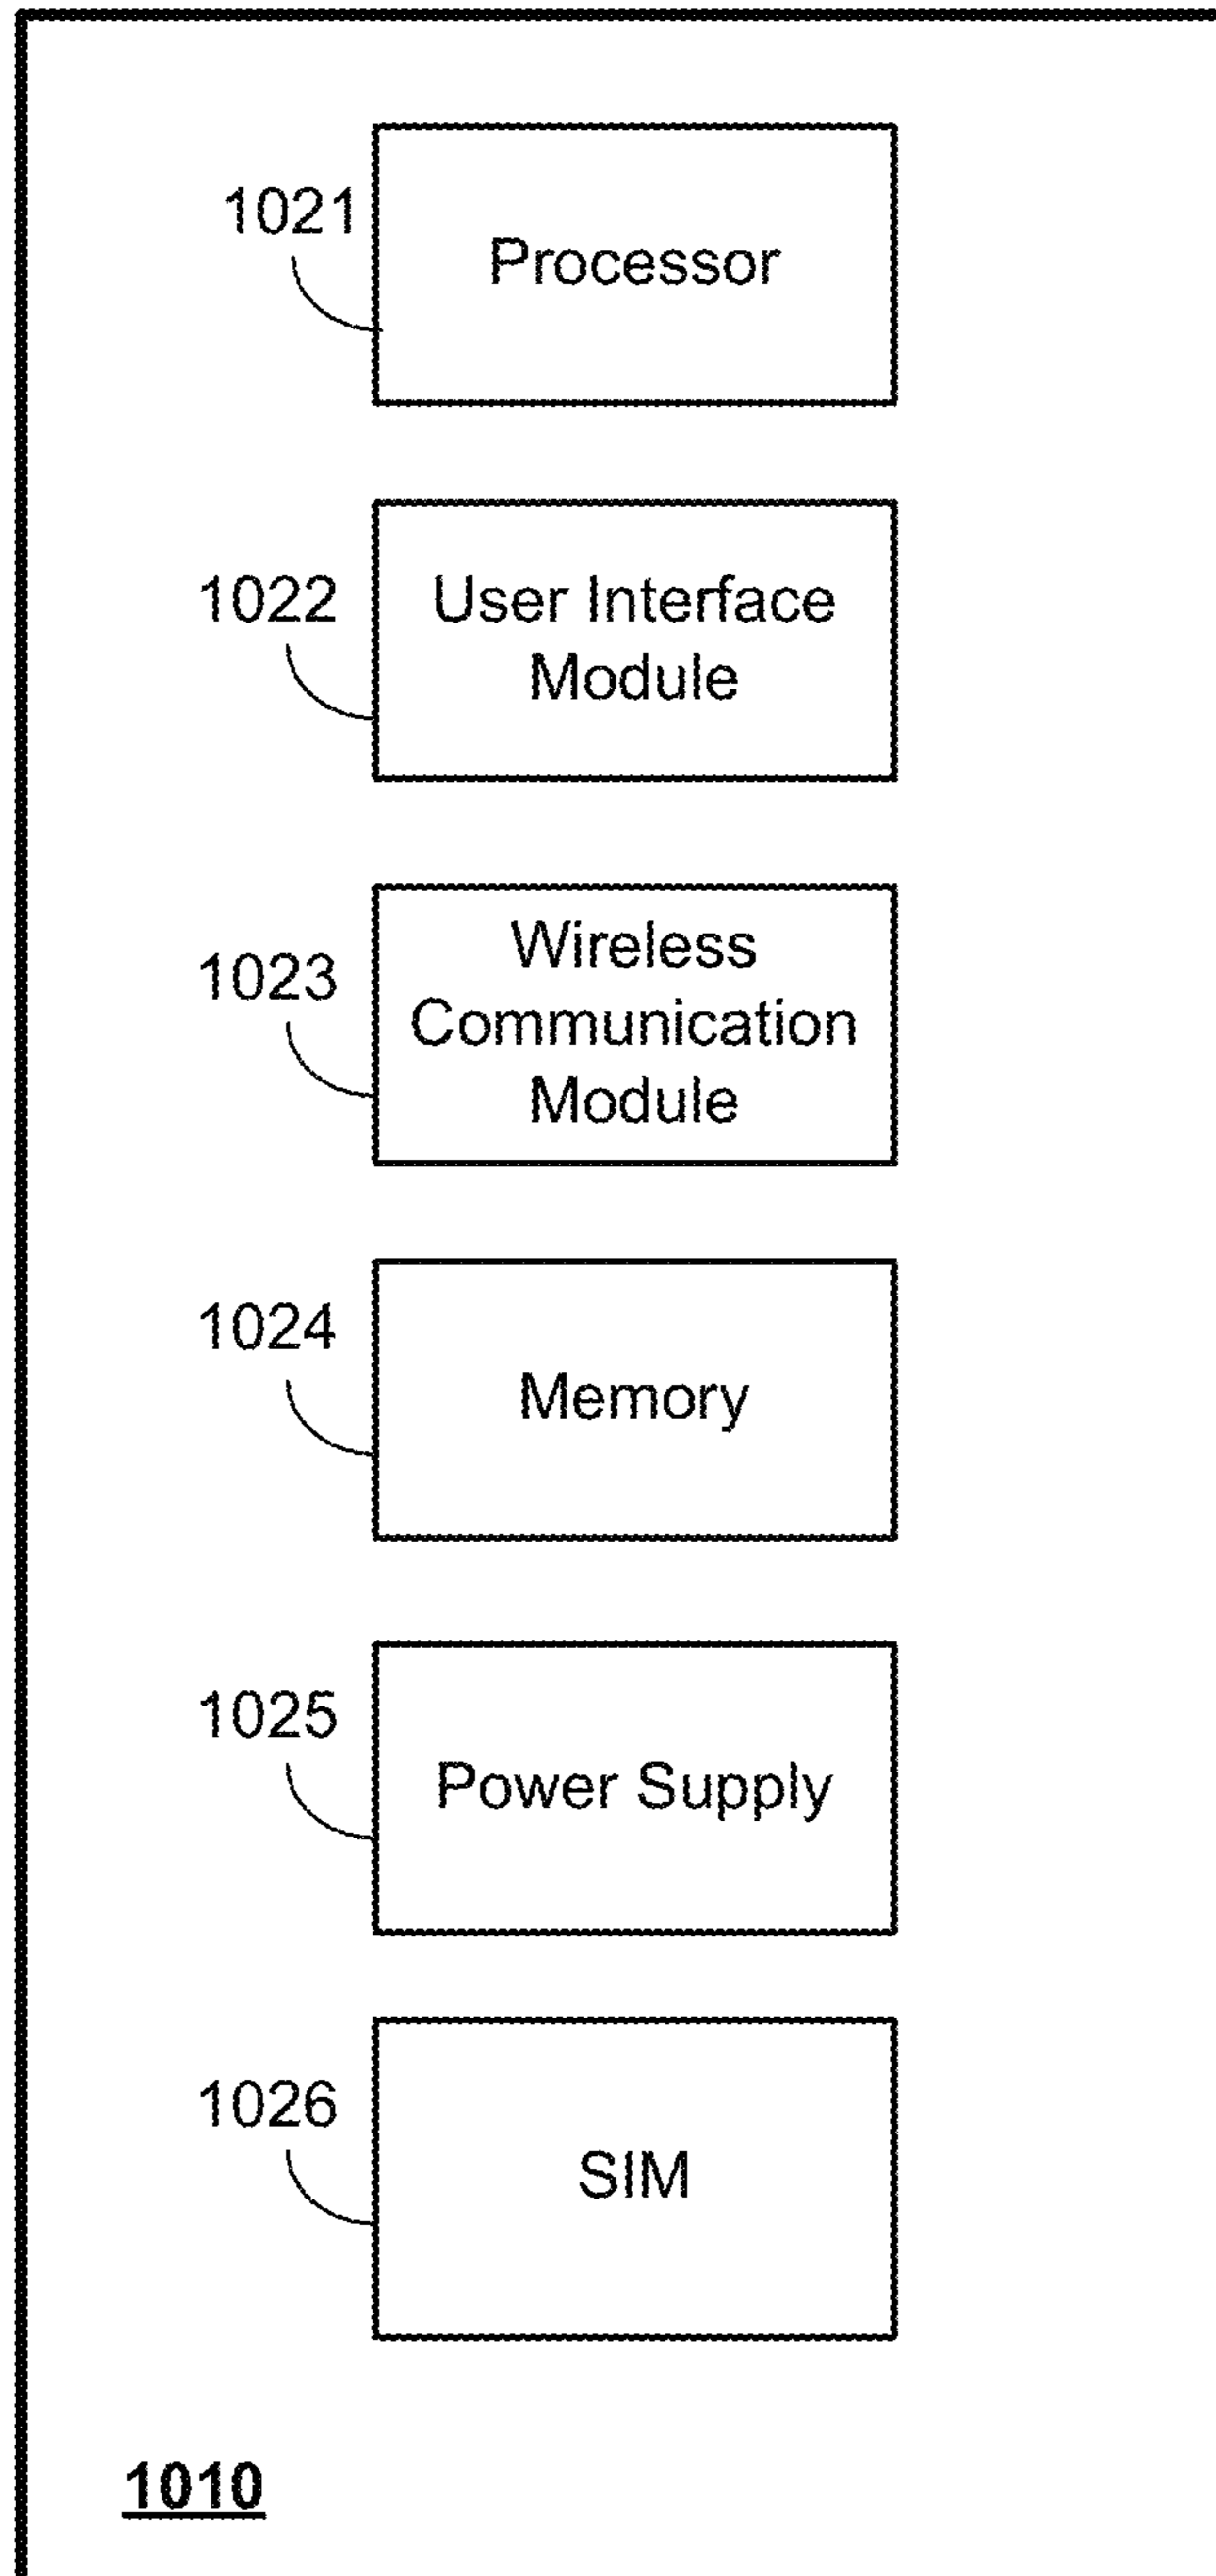 1021
Processor
1022
User Interface
Module
1023
Wireless
Communication
Module
1024
Memory
1025
Power Supply
1026
SIM
1010